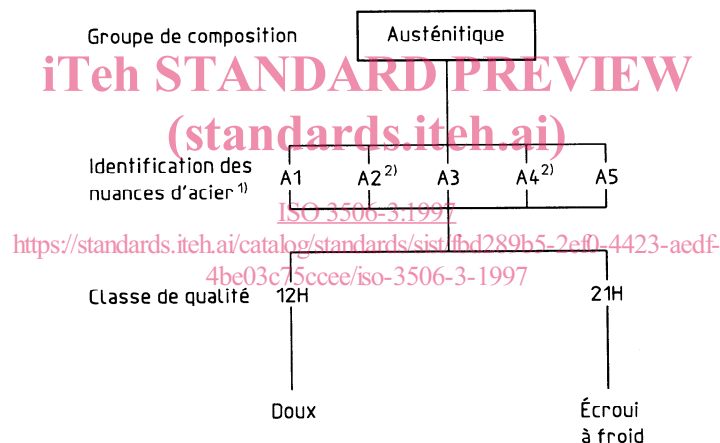 Groupe de composition
Austénitique
iTeh STANDARD PREVIEW
(standards.iteh.ai)
Identification des
nuances d'acier 1)
A1 A2 2) A3 A4 2) A5
ISO 3506-3:1997
https://standards.iteh.ai/catalog/standards/sist/fbd289b5-2ef0-4423-aedf-
4be03c75ccee/iso-3506-3-1997
Classe de qualité 12H 21H
Doux Écroui
à froid